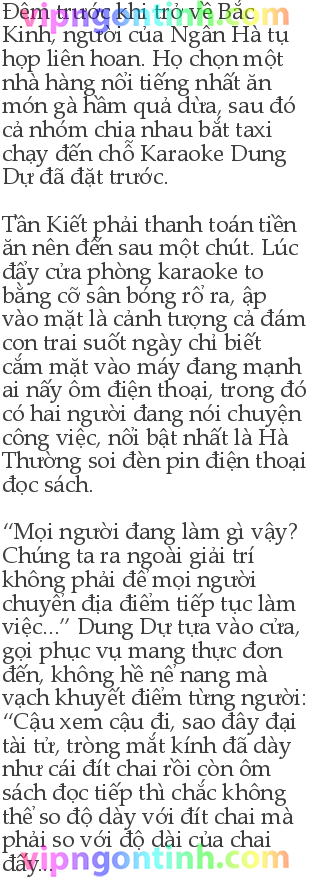 vipngontinh.com
Đêm trước khi trở về Bắc
Kinh, người của Ngân Hà tụ
họp liên hoan. Họ chọn một
nhà hàng nổi tiếng nhất ăn
món gà hầm quả dừa, sau đó
cả nhóm chia nhau bắt taxi
chạy đến chỗ Karaoke Dung
Dự đã đặt trước.
Tần Kiết phải thanh toán tiền
ăn nên đến sau một chút. Lúc
đẩy cửa phòng karaoke to
bằng cỡ sân bóng rổ ra, ập
vào mặt là cảnh tượng cả đám
con trai suốt ngày chỉ biết
cắm mặt vào máy đang mạnh
ai nấy ôm điện thoại, trong đó
có hai người đang nói chuyện
công việc, nổi bật nhất là Hạ
Thường soi đèn pin điện thoại
đọc sách.
“Mọi người đang làm gì vậy?
Chúng ta ra ngoài giải trí
không phải để mọi người
chuyển địa điểm tiếp tục làm
việc...” Dung Dự tựa vào cửa,
gọi phục vụ mang thực đơn
đến, không hề nể nang mà
vạch khuyết điểm từng người:
“Cậu xem cậu đi, sao đây đại
tài tử, tròng mắt kính đã dày
như cái đít chai rồi còn ôm
sách đọc tiếp thì chắc không
thể so độ dày với đít chai mà
phải so với độ dài của chai
đấy...
vipngontinh.com